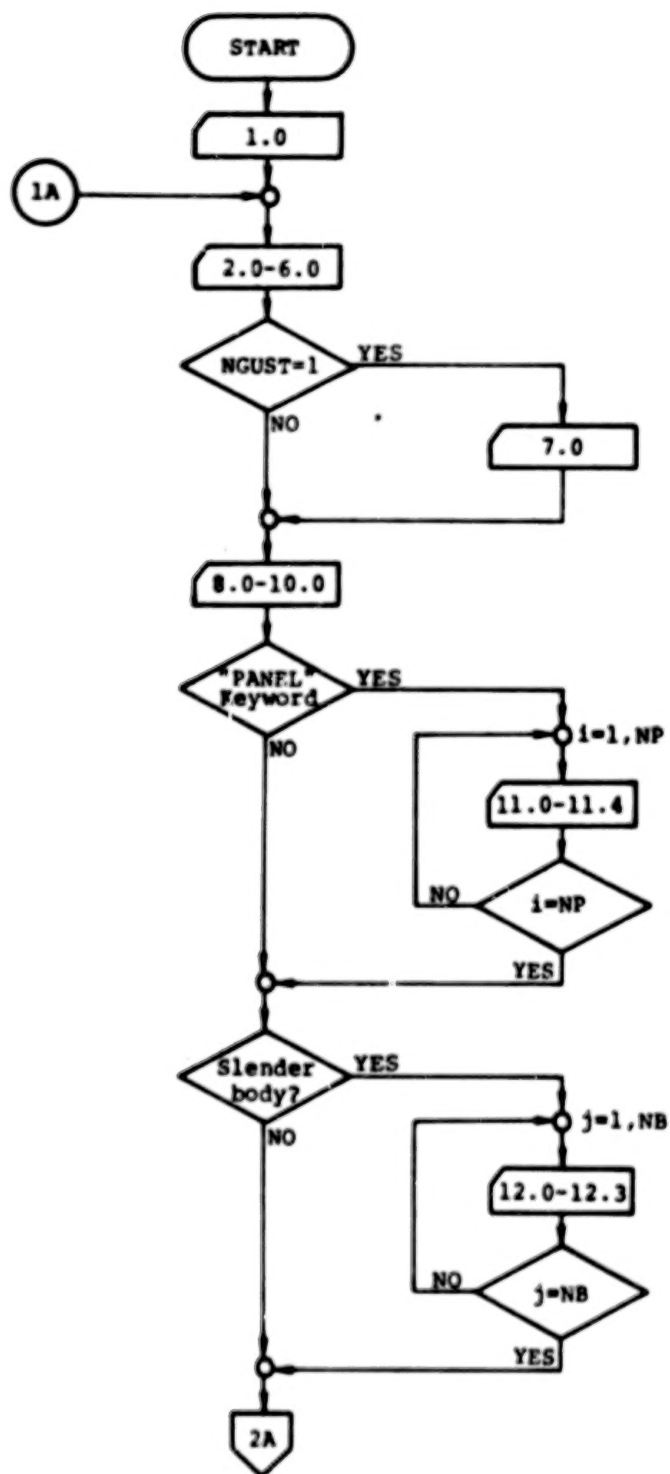 START
1.0
1A
2.0-6.0
NGUST=1
YES
NO
7.0
8.0-10.0
"PANEL"
Keyword
YES
NO
i=1,NP
11.0-11.4
NO
i=NP
YES
Slender
body?
YES
NO
j=1,NB
12.0-12.3
NO
j=NB
YES
2A